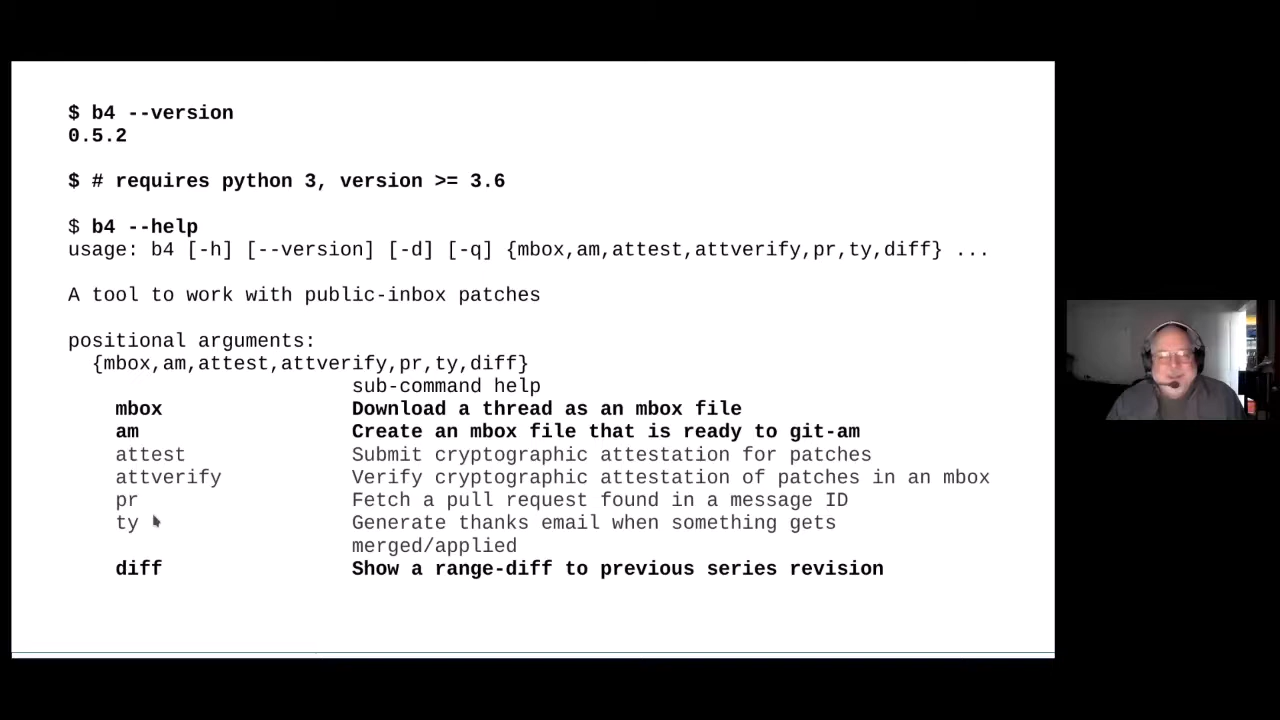 $ b4 --version
0.5.2
$ # requires python 3, version >= 3.6
$ b4 --help
usage: b4 [-h] [--version] [-d] [-q] {mbox,am,attest,attverify,pr,ty,diff} ...
A tool to work with public-inbox patches
positional arguments:
{mbox,am,attest,attverify,pr,ty,diff}
sub-command help
mbox Download a thread as an mbox file
am Create an mbox file that is ready to git-am
attest Submit cryptographic attestation for patches
attverify Verify cryptographic attestation of patches in an mbox
pr Fetch a pull request found in a message ID
ty Generate thanks email when something gets
merged/applied
diff Show a range-diff to previous series revision